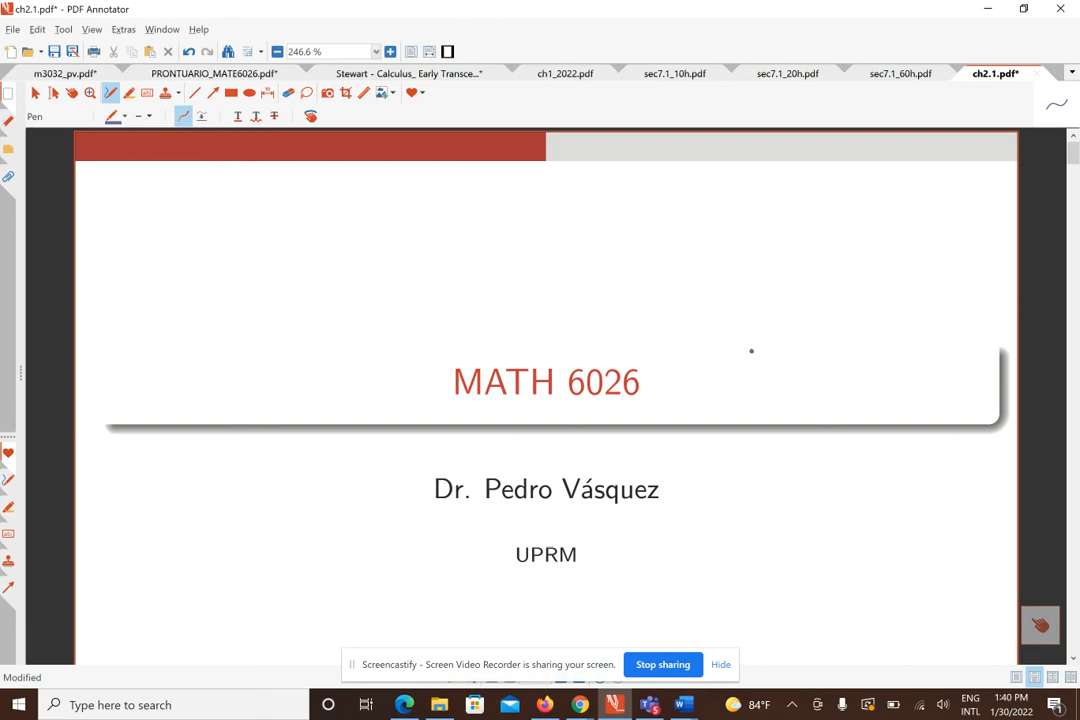 ch2.1.pdf* - PDF Annotator
File Edit Tool View Extras Window Help
246.6 %
m3032_pv.pdf* PRONTUARIO_MATE6026.pdf* Stewart - Calculus_ Early Transce..." ch1_2022.pdf sec7.1_10h.pdf sec7.1_20h.pdf sec7.1_60h.pdf ch2.1.pdf*
Pen
MATH 6026
Dr. Pedro Vásquez
UPRM
Screencastify - Screen Video Recorder is sharing your screen. Stop sharing Hide
Modified
Type here to search
84°F
ENG
INTL
1:40 PM
1/30/2022